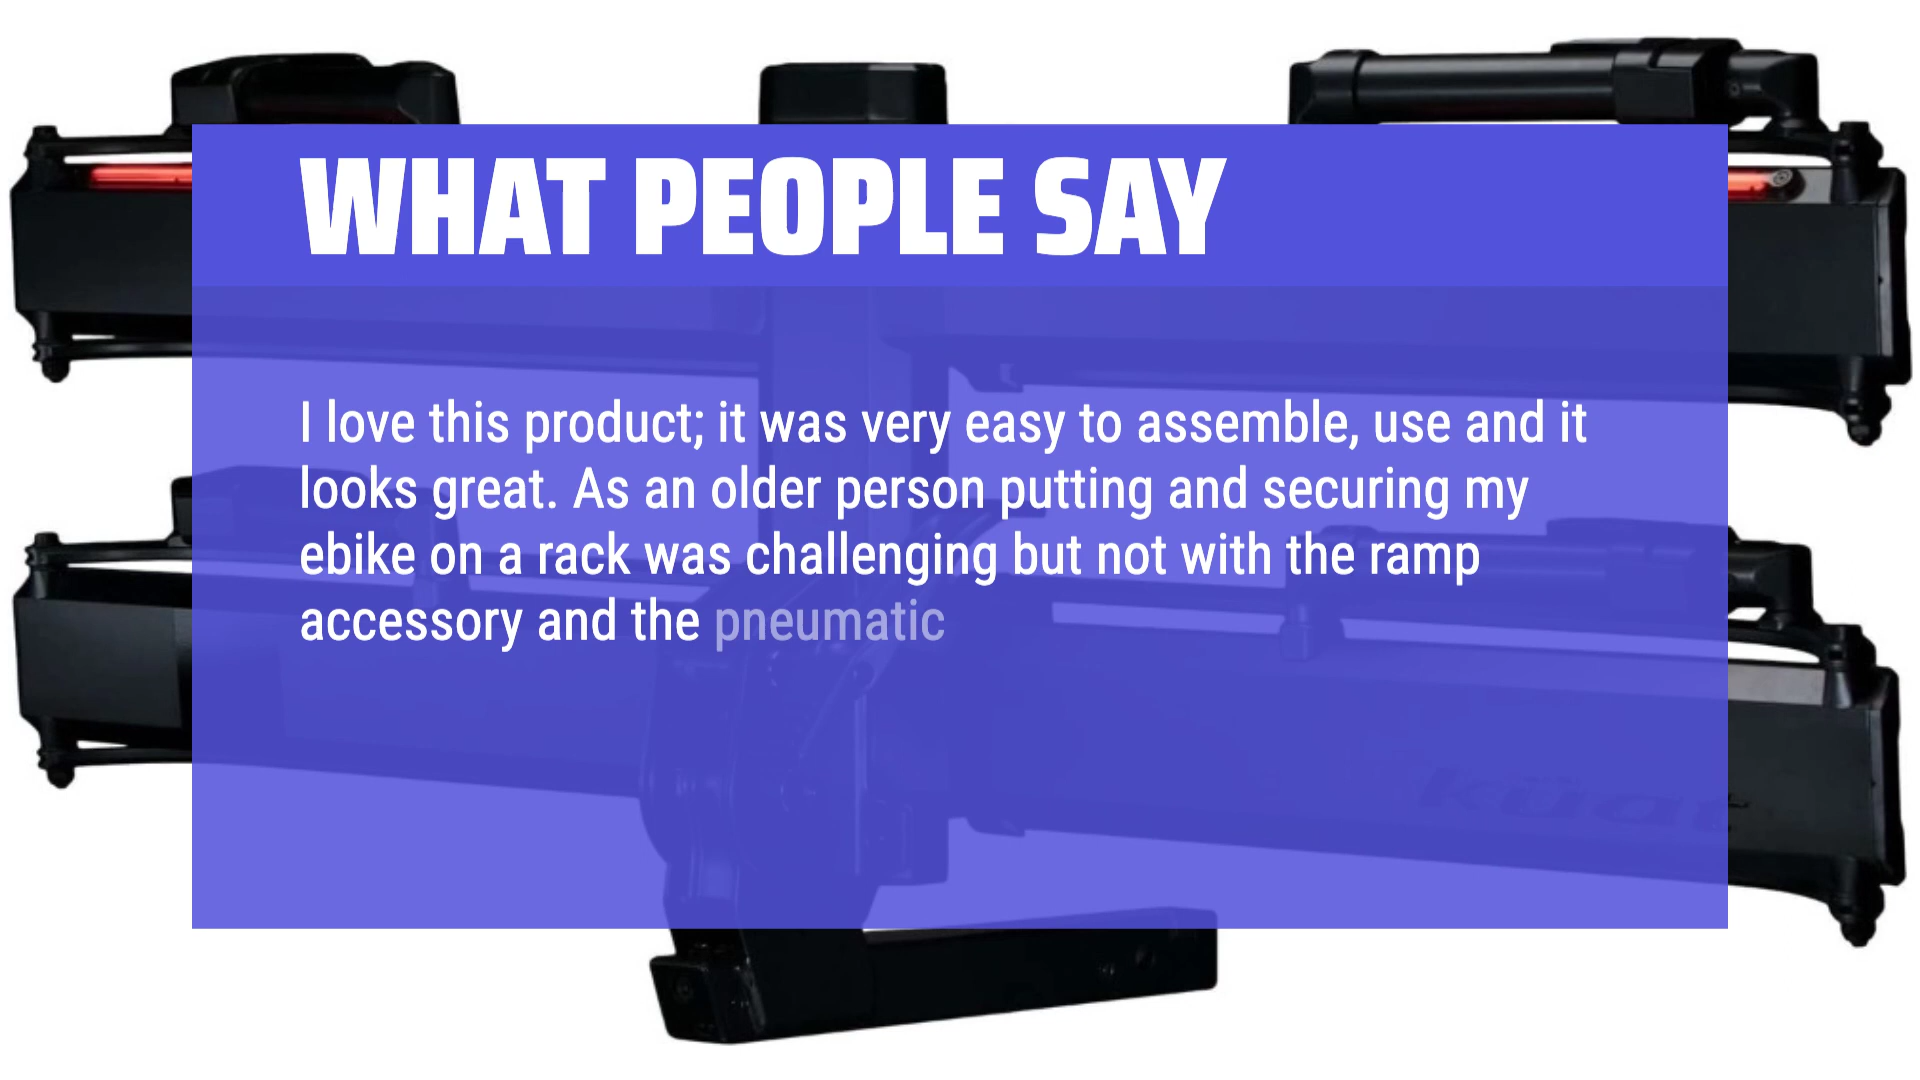 WHAT PEOPLE SAY
I love this product; it was very easy to assemble, use and it
looks great. As an older person putting and securing my
ebike on a rack was challenging but not with the ramp
accessory and the pneumatic
küat